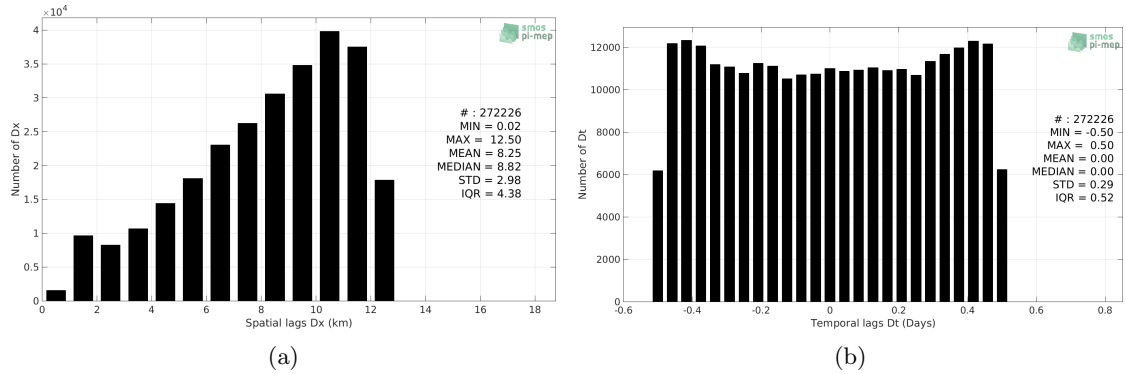 ×10⁴
4
3.5
3
2.5
2
1.5
1
0.5
0
Number of Dx
0 2 4 6 8 10 12 14 16 18
Spatial lags Dx (km)
smos
pi-mep
# : 272226
MIN = 0.02
MAX = 12.50
MEAN = 8.25
MEDIAN = 8.82
STD = 2.98
IQR = 4.38
(a)
12000
10000
8000
6000
4000
2000
0
Number of Dt
-0.6 -0.4 -0.2 0 0.2 0.4 0.6 0.8
Temporal lags Dt (Days)
smos
pi-mep
# : 272226
MIN = -0.50
MAX = 0.50
MEAN = 0.00
MEDIAN = 0.00
STD = 0.29
IQR = 0.52
(b)